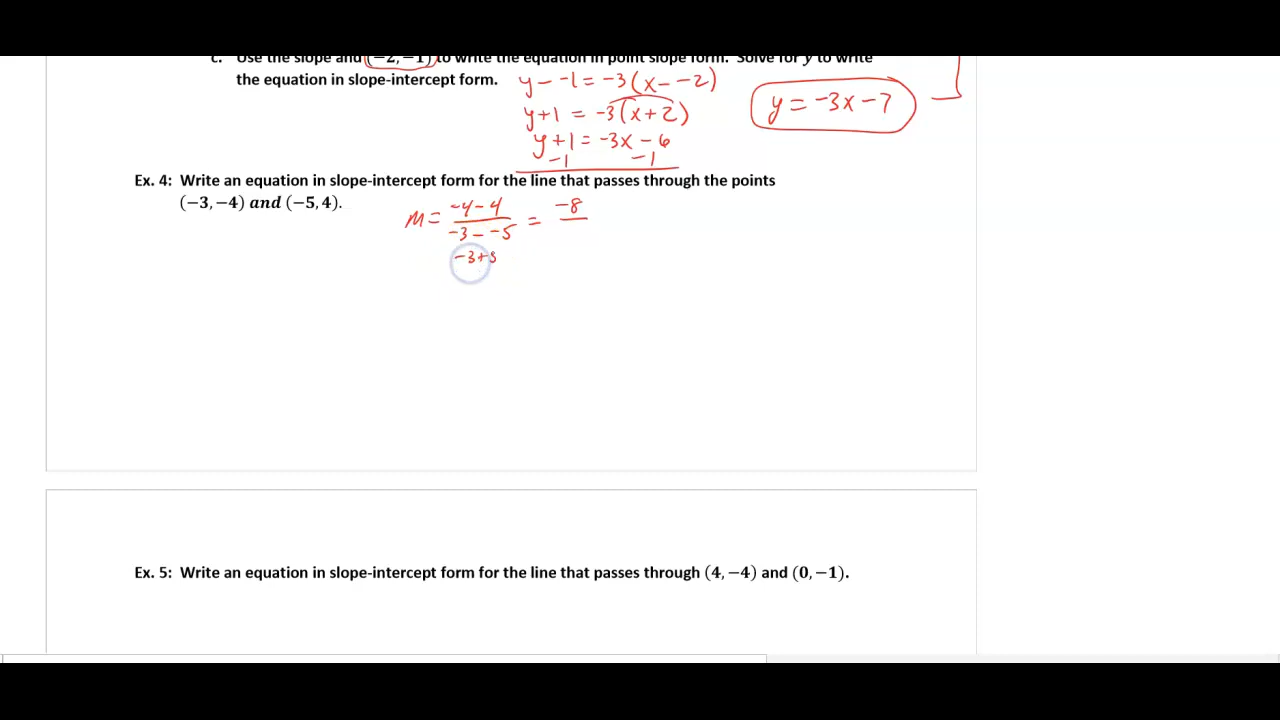 c. Use the slope and (−2, −1) to write the equation in point slope form. Solve for y to write
the equation in slope-intercept form.
y - -1 = -3(x - -2)
y+1 = -3(x+2)
y+1 = -3x - 6
-1 -1
y = -3x - 7
Ex. 4: Write an equation in slope-intercept form for the line that passes through the points
(−3, −4) and (−5, 4).
m = -4-4 / -3 - -5 = -8
-3+5
Ex. 5: Write an equation in slope-intercept form for the line that passes through (4, −4) and (0, −1).